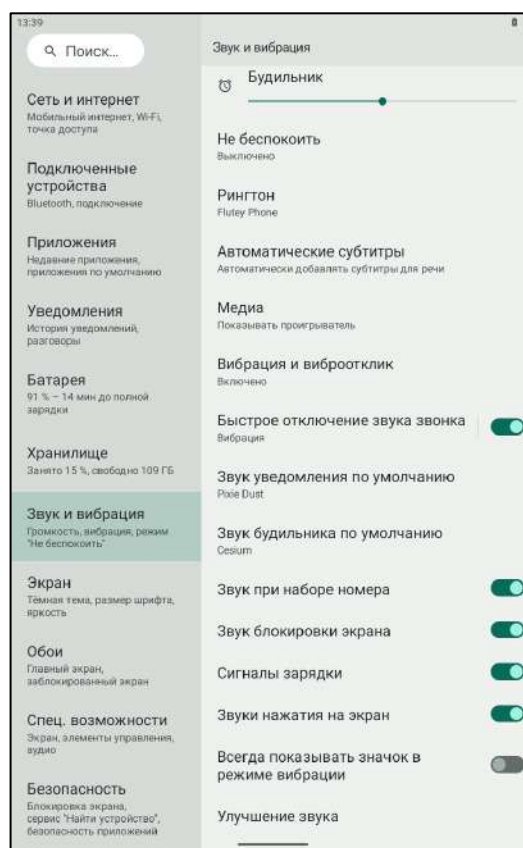 13:39
Поиск...
Сеть и интернет
Мобильный интернет, Wi-Fi,
точка доступа
Подключенные
устройства
Bluetooth, подключение
Приложения
Недавние приложения,
приложения по умолчанию
Уведомления
История уведомлений,
разговоры
Батарея
91 % – 14 мин до полной
зарядки
Хранилище
Занято 15 %, свободно 109 ГБ
Звук и вибрация
Громкость, вибрация, режим
"Не беспокоить"
Экран
Тёмная тема, размер шрифта,
яркость
Обои
Главный экран,
заблокированный экран
Спец. возможности
Экран, элементы управления,
аудио
Безопасность
Блокировка экрана,
сервис "Найти устройство",
безопасность приложений
Звук и вибрация
Будильник
Не беспокоить
Выключено
Рингтон
Flutey Phone
Автоматические субтитры
Автоматически добавлять субтитры для речи
Медиа
Показывать проигрыватель
Вибрация и виброотклик
Включено
Быстрое отключение звука звонка
Вибрация
Звук уведомления по умолчанию
Pixie Dust
Звук будильника по умолчанию
Cesium
Звук при наборе номера
Звук блокировки экрана
Сигналы зарядки
Звуки нажатия на экран
Всегда показывать значок в
режиме вибрации
Улучшение звука